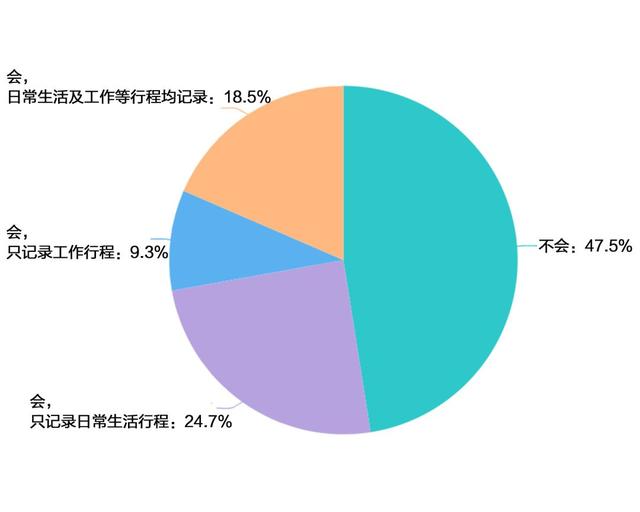 会，
日常生活及工作等行程均记录：18.5%
会，
只记录工作行程：9.3%
不会：47.5%
会，
只记录日常生活行程：24.7%